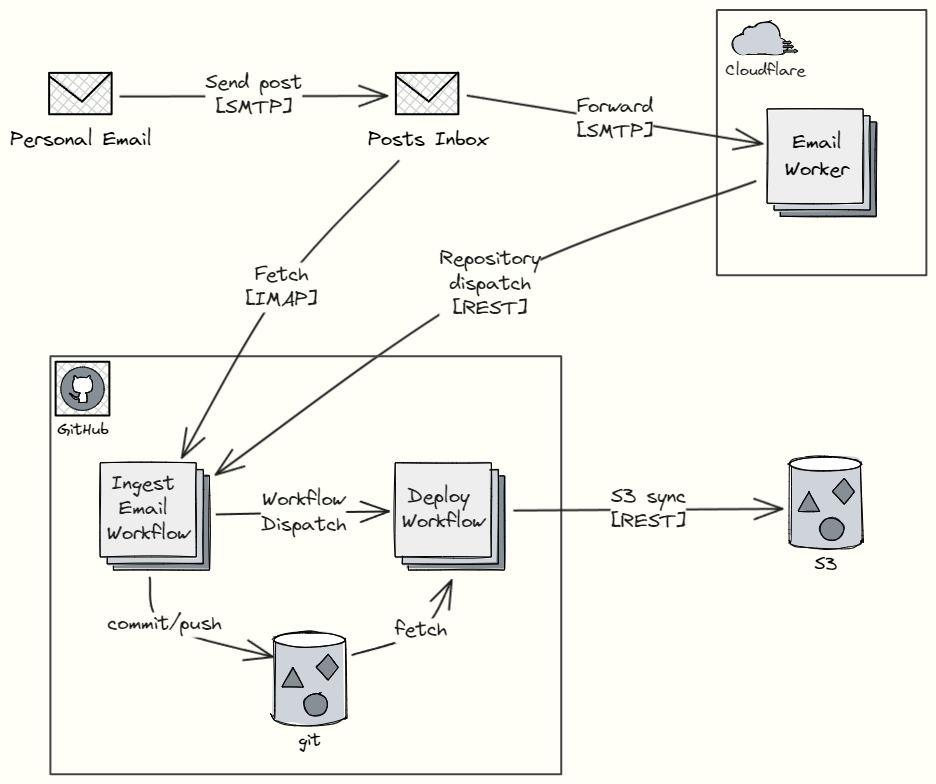 Send post
[SMTP]
Personal Email
Posts Inbox
Forward
[SMTP]
Cloudflare
Email
Worker
Repository
dispatch
[REST]
Fetch
[IMAP]
GitHub
Ingest
Email
Workflow
Workflow
Dispatch
Deploy
Workflow
S3 sync
[REST]
S3
commit/push
fetch
git